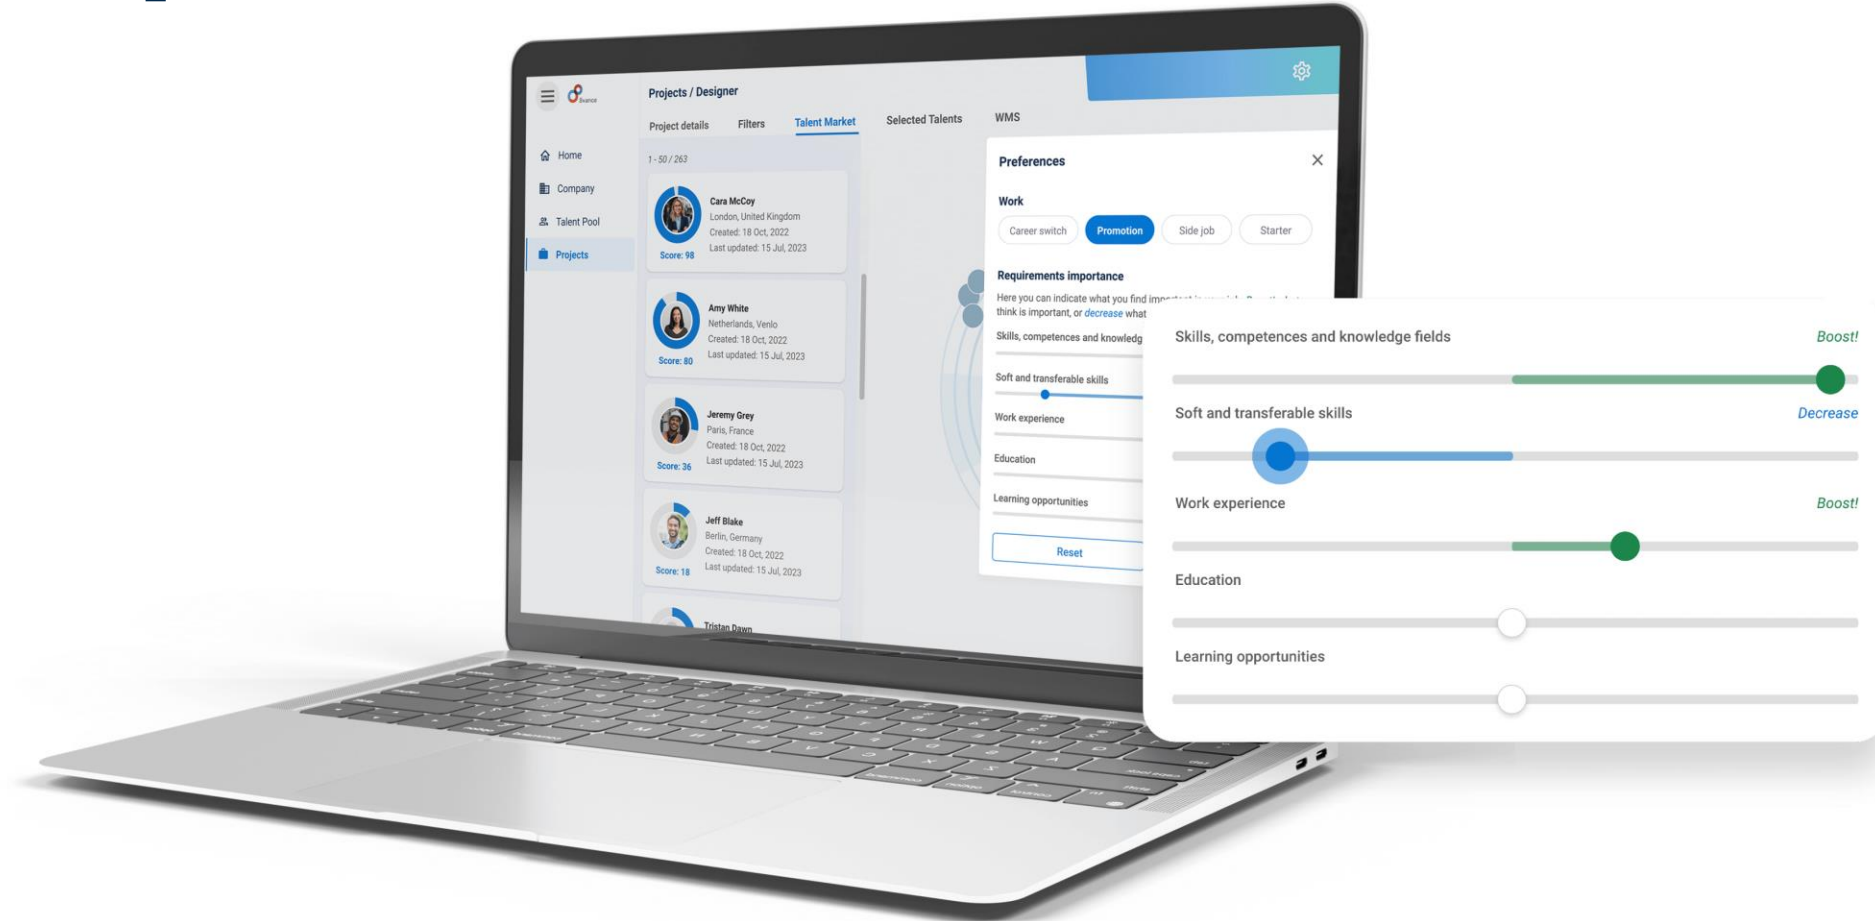 8vance
Projects / Designer
Project details
Filters
Talent Market
Selected Talents
WMS
Home
Company
Talent Pool
Projects
1 - 50 / 263
Cara McCoy
London, United Kingdom
Created: 18 Oct, 2022
Last updated: 15 Jul, 2023
Score: 98
Amy White
Netherlands, Venlo
Created: 18 Oct, 2022
Last updated: 15 Jul, 2023
Score: 80
Jeremy Grey
Paris, France
Created: 18 Oct, 2022
Last updated: 15 Jul, 2023
Score: 36
Jeff Blake
Berlin, Germany
Created: 18 Oct, 2022
Last updated: 15 Jul, 2023
Score: 18
Tristan Dawn
Preferences
Work
Career switch
Promotion
Side job
Starter
Requirements importance
Here you can indicate what you find
think is important, or decrease what
Skills, competences and knowledg
Soft and transferable skills
Work experience
Education
Learning opportunities
Reset
Skills, competences and knowledge fields
Boost!
Soft and transferable skills
Decrease
Work experience
Boost!
Education
Learning opportunities